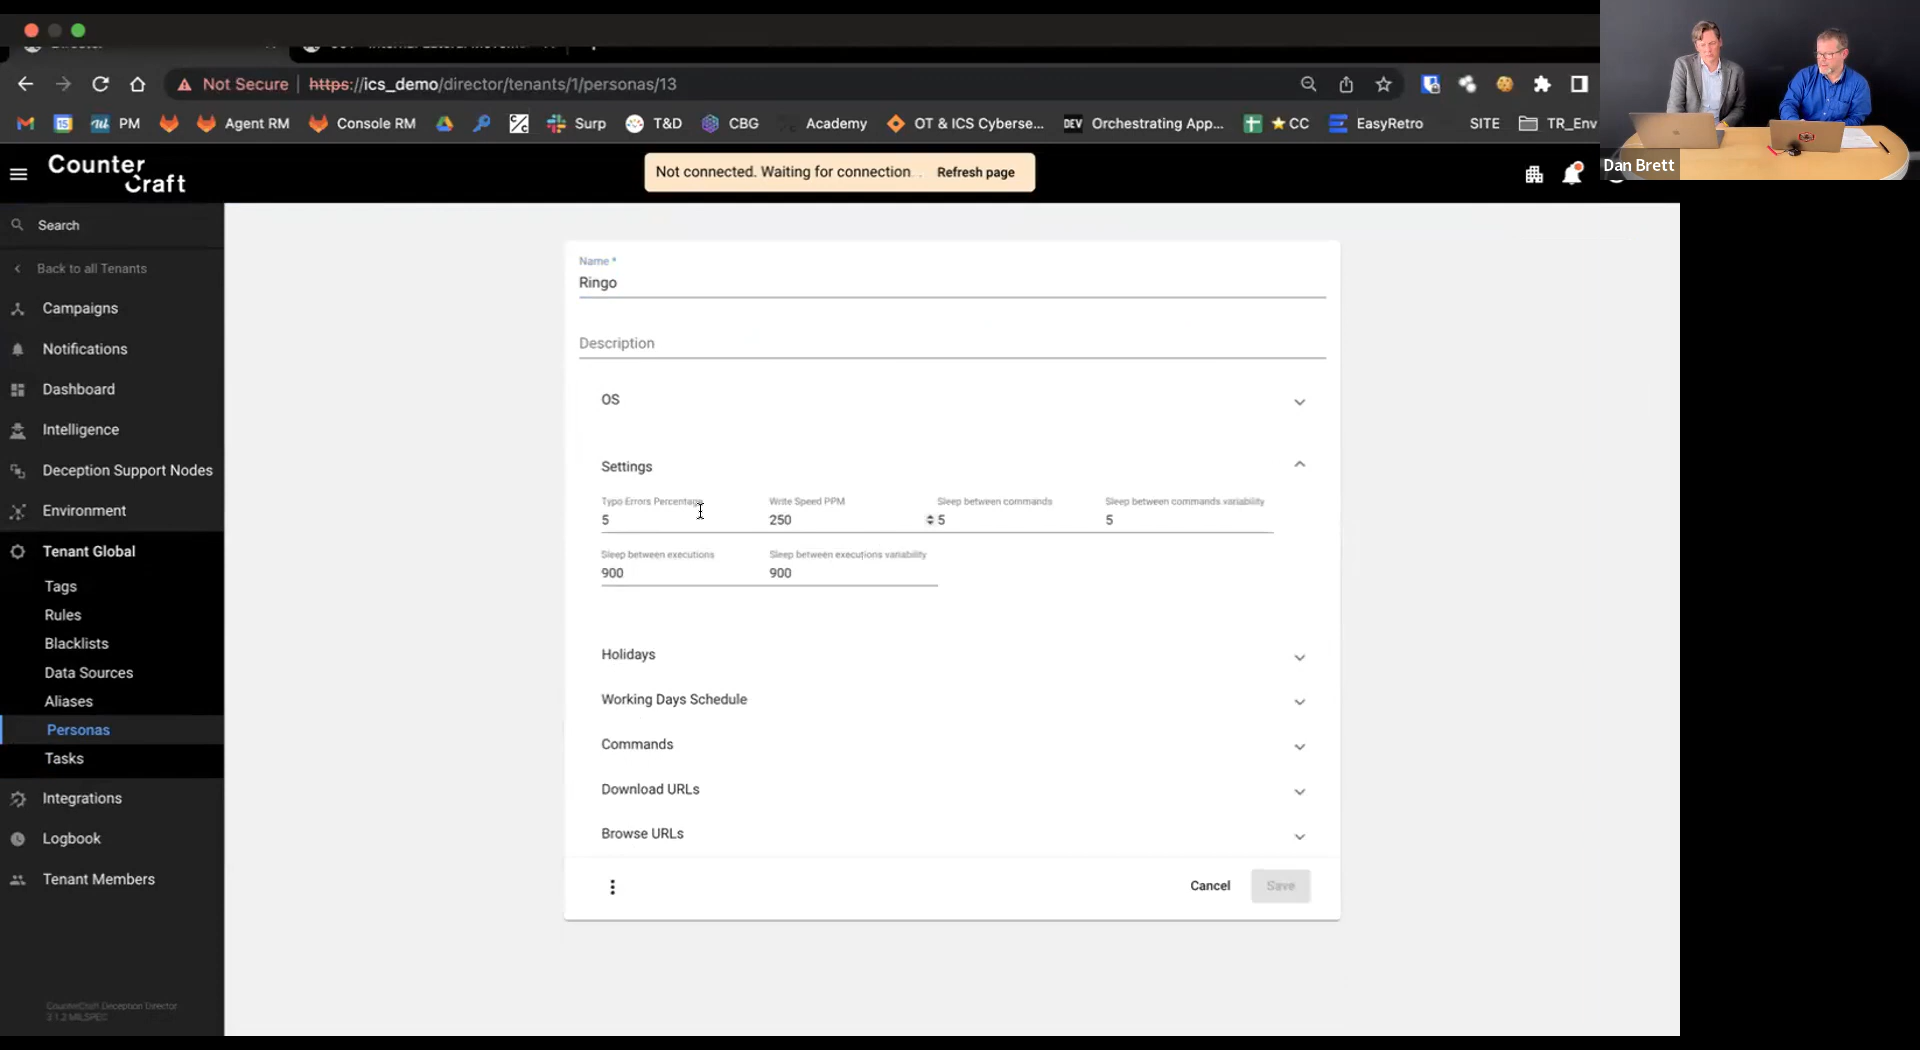 Not Secure | https://ics_demo/director/tenants/1/personas/13
PM
Agent RM
Console RM
Surp
T&D
CBG
Academy
OT & ICS Cyberse...
DEV Orchestrating App...
CC
EasyRetro
SITE
TR_Env
Dan Brett
Counter
Craft
Not connected. Waiting for connection Refresh page
Search
Back to all Tenants
Campaigns
Notifications
Dashboard
Intelligence
Deception Support Nodes
Environment
Tenant Global
Tags
Rules
Blacklists
Data Sources
Aliases
Personas
Tasks
Integrations
Logbook
Tenant Members
CounterCraft Deception Director
3.1.2 MILSPEC
Name *
Ringo
Description
OS
Settings
Typo Errors Percentage Write Speed PPM Sleep between commands Sleep between commands variability
5 250 5 5
Sleep between executions Sleep between executions variability
900 900
Holidays
Working Days Schedule
Commands
Download URLs
Browse URLs
Cancel Save